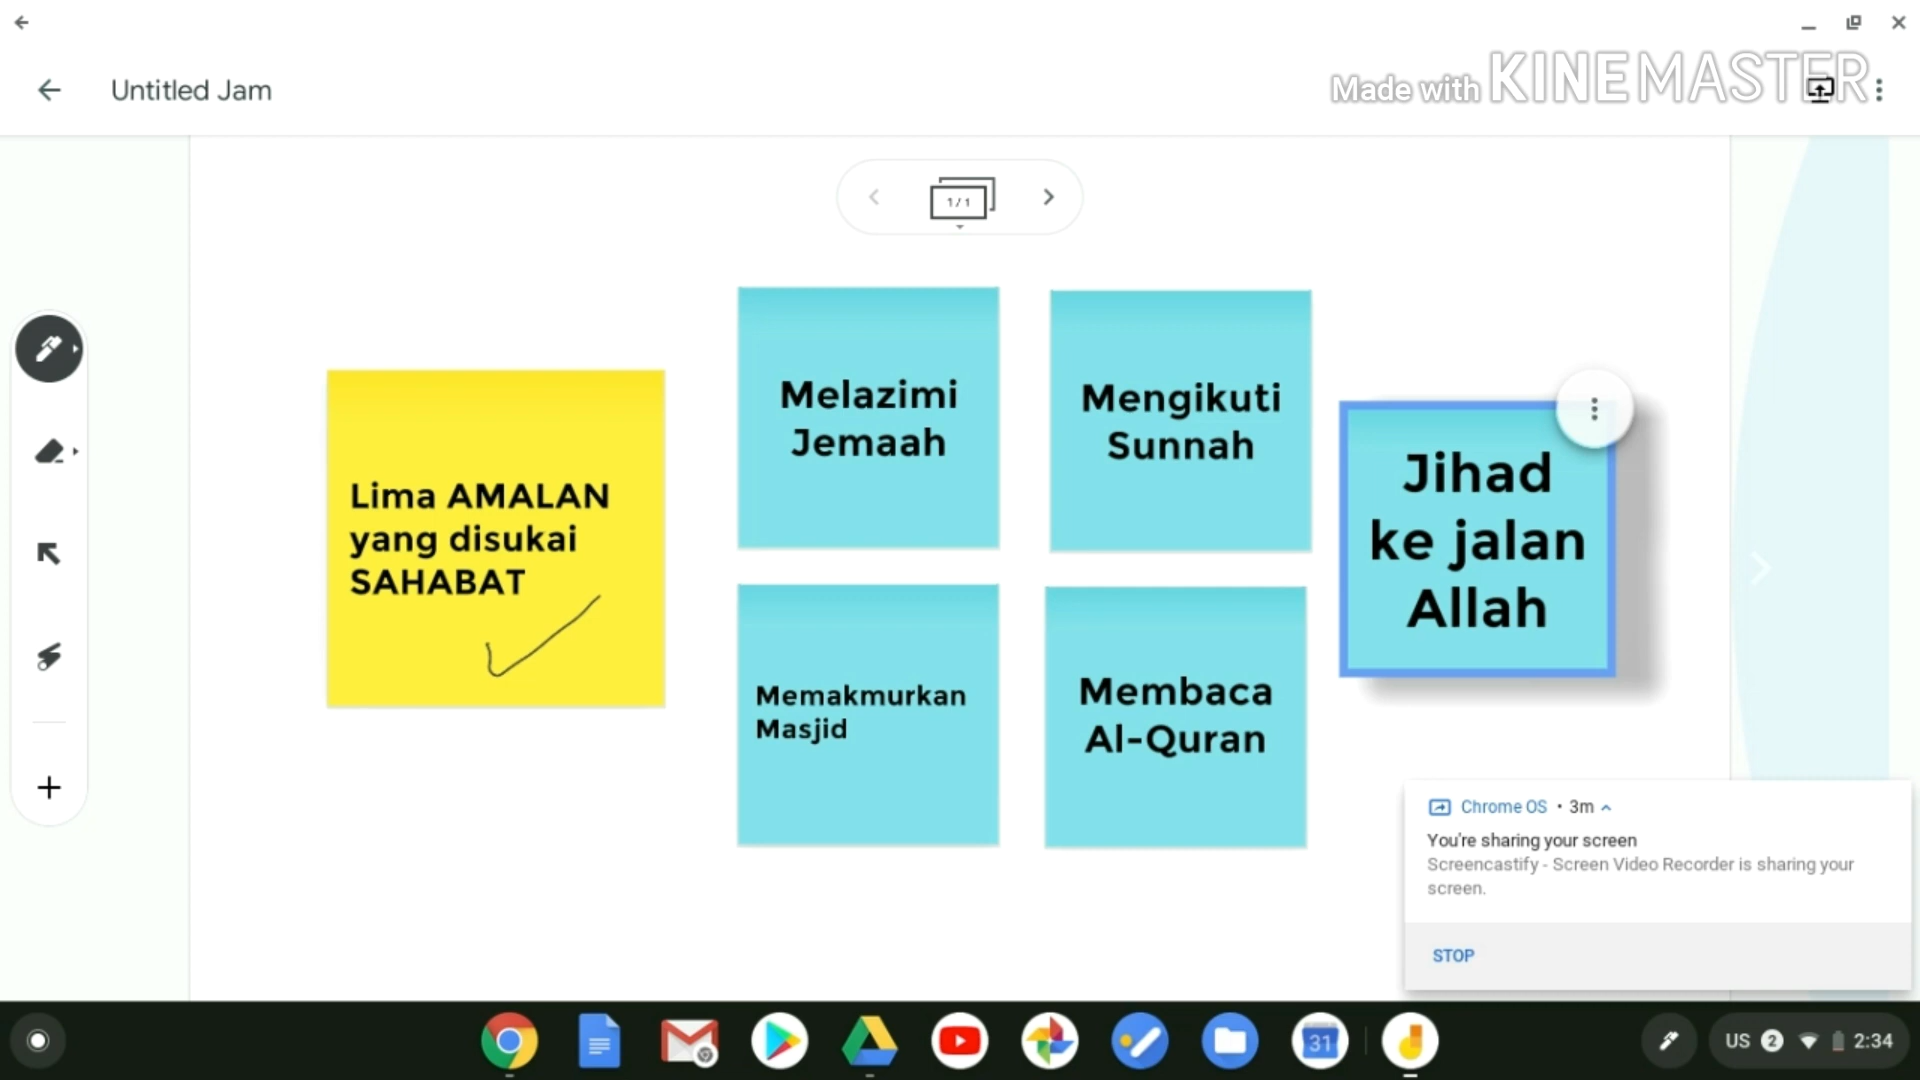 Untitled Jam
Made with KINEMASTER
1/1
Lima AMALAN
yang disukai
SAHABAT
Melazimi
Jemaah
Mengikuti
Sunnah
Jihad
ke jalan
Allah
Memakmurkan
Masjid
Membaca
Al-Quran
Chrome OS • 3m
You're sharing your screen
Screencastify - Screen Video Recorder is sharing your
screen.
STOP
31
US 2 2:34